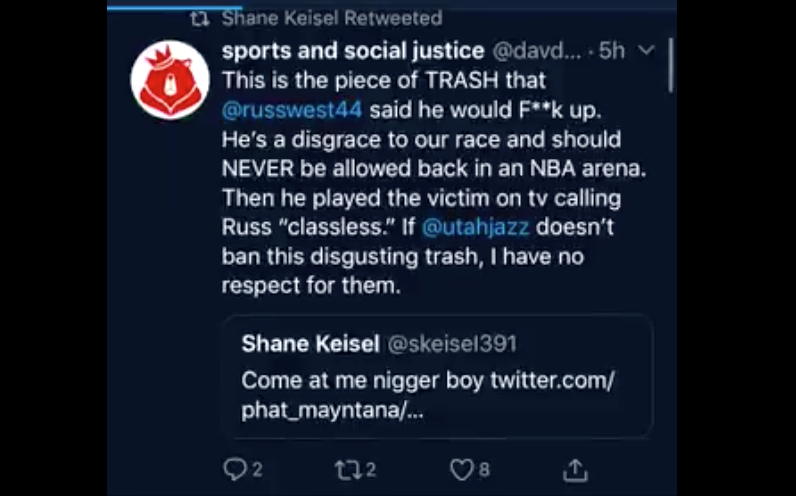 Shane Keisel Retweeted
sports and social justice @davd... · 5h
This is the piece of TRASH that
@russwest44 said he would F**k up.
He's a disgrace to our race and should
NEVER be allowed back in an NBA arena.
Then he played the victim on tv calling
Russ “classless.” If @utahjazz doesn't
ban this disgusting trash, I have no
respect for them.
Shane Keisel @skeisel391
Come at me nigger boy twitter.com/
phat_mayntana/...
2 2 8